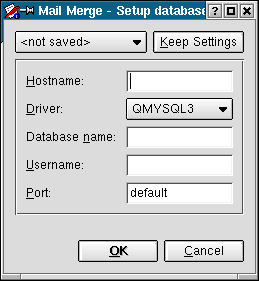 Mail Merge - Setup database
<not saved>
Keep Settings
Hostname:
Driver: QMYSQL3
Database name:
Username:
Port: default
OK Cancel